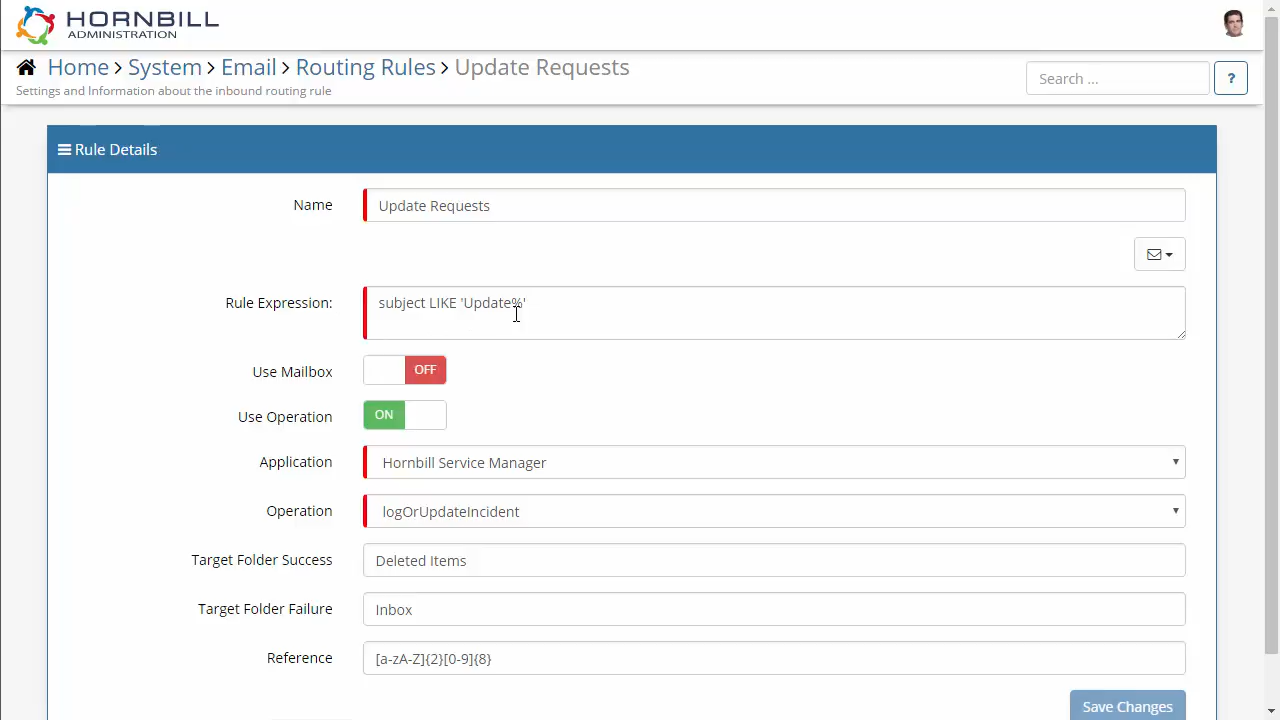 HORNBILL
ADMINISTRATION
Home > System > Email > Routing Rules > Update Requests
Settings and Information about the inbound routing rule
Search ...
?
Rule Details
Name
Update Requests
Rule Expression:
subject LIKE 'Update%'
Use Mailbox
OFF
Use Operation
ON
Application
Hornbill Service Manager
Operation
logOrUpdateIncident
Target Folder Success
Deleted Items
Target Folder Failure
Inbox
Reference
[a-zA-Z]{2}[0-9]{8}
Save Changes